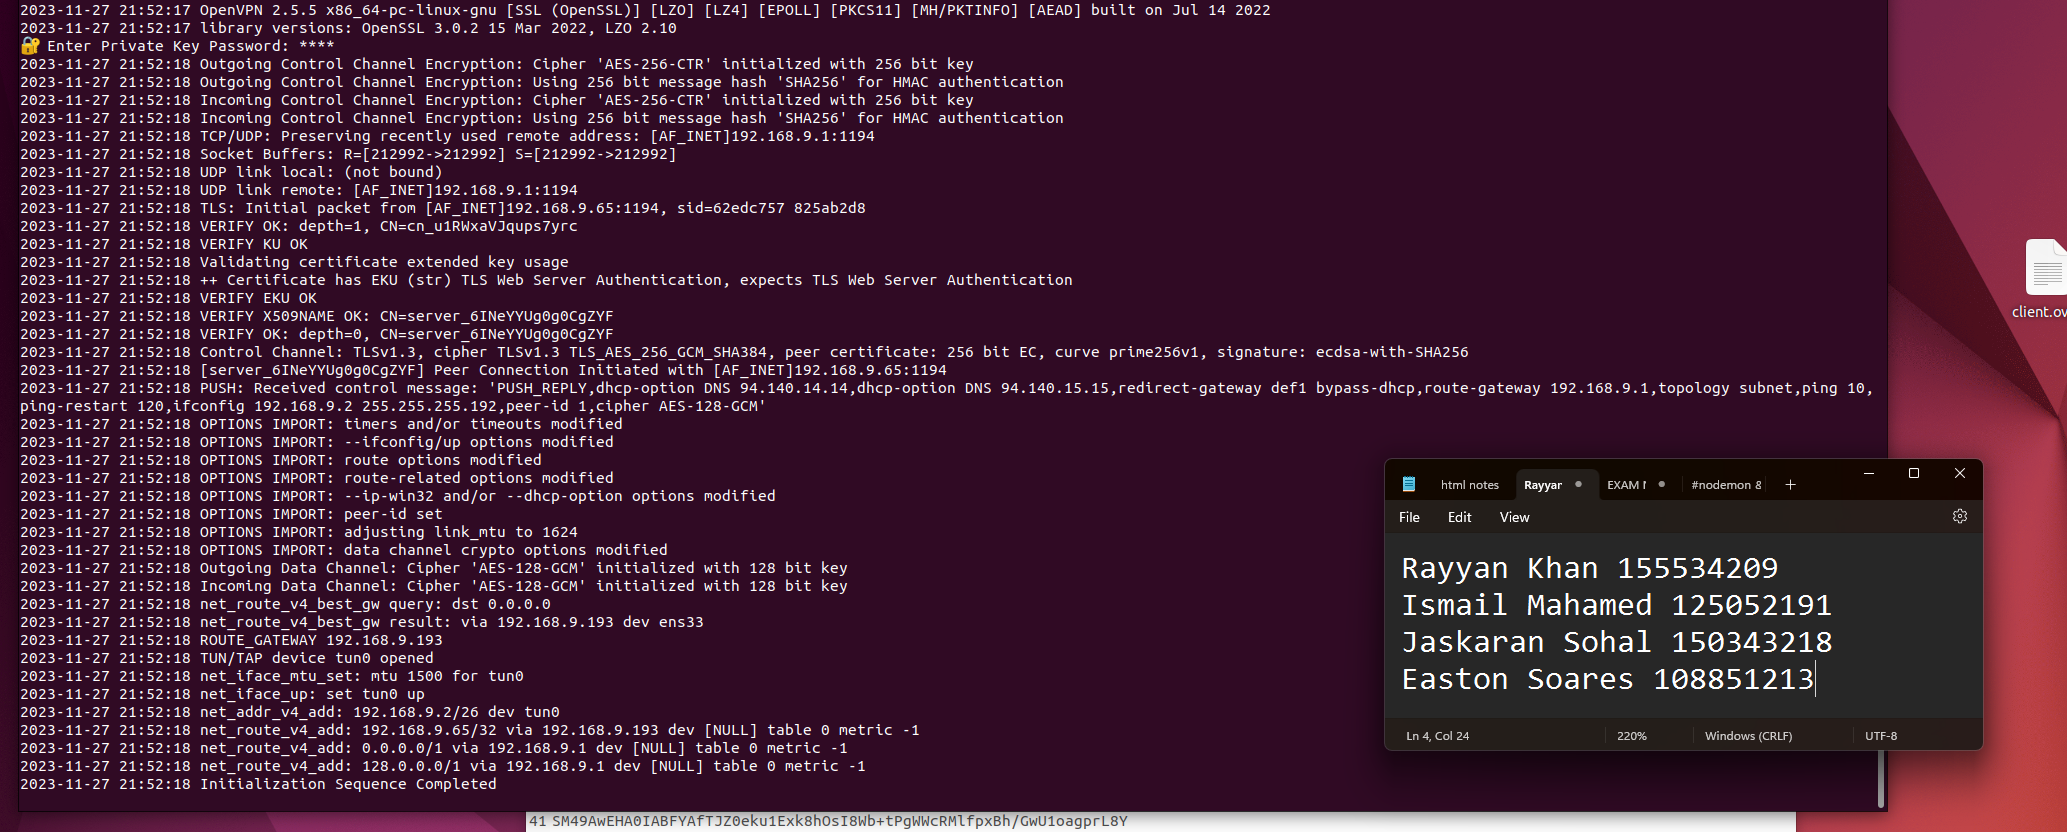 2023-11-27 21:52:17 OpenVPN 2.5.5 x86_64-pc-linux-gnu [SSL (OpenSSL)] [LZO] [LZ4] [EPOLL] [PKCS11] [MH/PKTINFO] [AEAD] built on Jul 14 2022
2023-11-27 21:52:17 library versions: OpenSSL 3.0.2 15 Mar 2022, LZO 2.10
🔐 Enter Private Key Password: ****
2023-11-27 21:52:18 Outgoing Control Channel Encryption: Cipher 'AES-256-CTR' initialized with 256 bit key
2023-11-27 21:52:18 Outgoing Control Channel Encryption: Using 256 bit message hash 'SHA256' for HMAC authentication
2023-11-27 21:52:18 Incoming Control Channel Encryption: Cipher 'AES-256-CTR' initialized with 256 bit key
2023-11-27 21:52:18 Incoming Control Channel Encryption: Using 256 bit message hash 'SHA256' for HMAC authentication
2023-11-27 21:52:18 TCP/UDP: Preserving recently used remote address: [AF_INET]192.168.9.1:1194
2023-11-27 21:52:18 Socket Buffers: R=[212992->212992] S=[212992->212992]
2023-11-27 21:52:18 UDP link local: (not bound)
2023-11-27 21:52:18 UDP link remote: [AF_INET]192.168.9.1:1194
2023-11-27 21:52:18 TLS: Initial packet from [AF_INET]192.168.9.65:1194, sid=62edc757 825ab2d8
2023-11-27 21:52:18 VERIFY OK: depth=1, CN=cn_u1RWxaVJqups7yrc
2023-11-27 21:52:18 VERIFY KU OK
2023-11-27 21:52:18 Validating certificate extended key usage
2023-11-27 21:52:18 ++ Certificate has EKU (str) TLS Web Server Authentication, expects TLS Web Server Authentication
2023-11-27 21:52:18 VERIFY EKU OK
2023-11-27 21:52:18 VERIFY X509NAME OK: CN=server_6INeYYUg0g0CgZYF
2023-11-27 21:52:18 VERIFY OK: depth=0, CN=server_6INeYYUg0g0CgZYF
2023-11-27 21:52:18 Control Channel: TLSv1.3, cipher TLSv1.3 TLS_AES_256_GCM_SHA384, peer certificate: 256 bit EC, curve prime256v1, signature: ecdsa-with-SHA256
2023-11-27 21:52:18 [server_6INeYYUg0g0CgZYF] Peer Connection Initiated with [AF_INET]192.168.9.65:1194
2023-11-27 21:52:18 PUSH: Received control message: 'PUSH_REPLY,dhcp-option DNS 94.140.14.14,dhcp-option DNS 94.140.15.15,redirect-gateway def1 bypass-dhcp,route-gateway 192.168.9.1,topology subnet,ping 10,
ping-restart 120,ifconfig 192.168.9.2 255.255.255.192,peer-id 1,cipher AES-128-GCM'
2023-11-27 21:52:18 OPTIONS IMPORT: timers and/or timeouts modified
2023-11-27 21:52:18 OPTIONS IMPORT: --ifconfig/up options modified
2023-11-27 21:52:18 OPTIONS IMPORT: route options modified
2023-11-27 21:52:18 OPTIONS IMPORT: route-related options modified
2023-11-27 21:52:18 OPTIONS IMPORT: --ip-win32 and/or --dhcp-option options modified
2023-11-27 21:52:18 OPTIONS IMPORT: peer-id set
2023-11-27 21:52:18 OPTIONS IMPORT: adjusting link_mtu to 1624
2023-11-27 21:52:18 OPTIONS IMPORT: data channel crypto options modified
2023-11-27 21:52:18 Outgoing Data Channel: Cipher 'AES-128-GCM' initialized with 128 bit key
2023-11-27 21:52:18 Incoming Data Channel: Cipher 'AES-128-GCM' initialized with 128 bit key
2023-11-27 21:52:18 net_route_v4_best_gw query: dst 0.0.0.0
2023-11-27 21:52:18 net_route_v4_best_gw result: via 192.168.9.193 dev ens33
2023-11-27 21:52:18 ROUTE_GATEWAY 192.168.9.193
2023-11-27 21:52:18 TUN/TAP device tun0 opened
2023-11-27 21:52:18 net_iface_mtu_set: mtu 1500 for tun0
2023-11-27 21:52:18 net_iface_up: set tun0 up
2023-11-27 21:52:18 net_addr_v4_add: 192.168.9.2/26 dev tun0
2023-11-27 21:52:18 net_route_v4_add: 192.168.9.65/32 via 192.168.9.193 dev [NULL] table 0 metric -1
2023-11-27 21:52:18 net_route_v4_add: 0.0.0.0/1 via 192.168.9.1 dev [NULL] table 0 metric -1
2023-11-27 21:52:18 net_route_v4_add: 128.0.0.0/1 via 192.168.9.1 dev [NULL] table 0 metric -1
2023-11-27 21:52:18 Initialization Sequence Completed
41 SM49AwEHA0IABFYAfTJZ0eku1Exk8hOsI8Wb+tPgWWcRMlfpxBh/GwU1oagprL8Y
client.ov
html notes Rayyar EXAM #nodemon &
File Edit View
Rayyan Khan 155534209
Ismail Mahamed 125052191
Jaskaran Sohal 150343218
Easton Soares 108851213
Ln 4, Col 24 220% Windows (CRLF) UTF-8